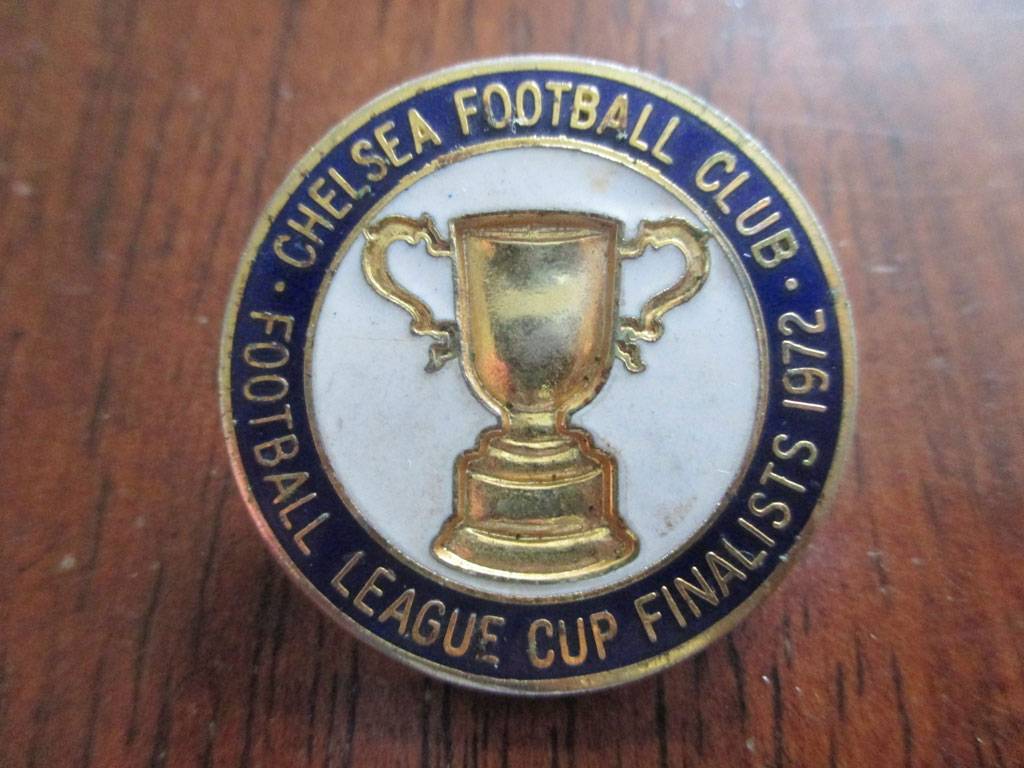 · CHELSEA FOOTBALL CLUB ·
FOOTBALL LEAGUE CUP FINALISTS 1972